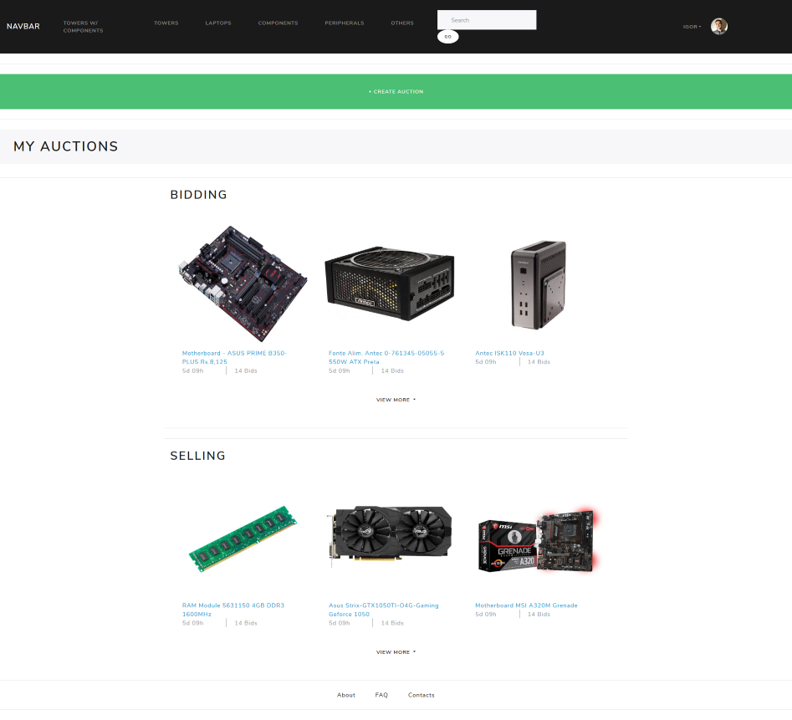 NAVBAR
TOWERS W/
COMPONENTS
TOWERS
LAPTOPS
COMPONENTS
PERIPHERALS
OTHERS
Search
GO
IGOR
+ CREATE AUCTION
MY AUCTIONS
BIDDING
Motherboard - ASUS PRIME B350-
PLUS Rs.8,125
5d 09h | 14 Bids
Fonte Alim. Antec 0-761345-05055-5
550W ATX Preta
5d 09h | 14 Bids
Antec ISK110 Vesa-U3
5d 09h | 14 Bids
VIEW MORE
SELLING
RAM Module 5631150 4GB DDR3
1600MHz
5d 09h | 14 Bids
Asus Strix-GTX1050TI-O4G-Gaming
Geforce 1050
5d 09h | 14 Bids
msi
GRENADE
A320
Motherboard MSI A320M Grenade
5d 09h | 14 Bids
VIEW MORE
About
FAQ
Contacts